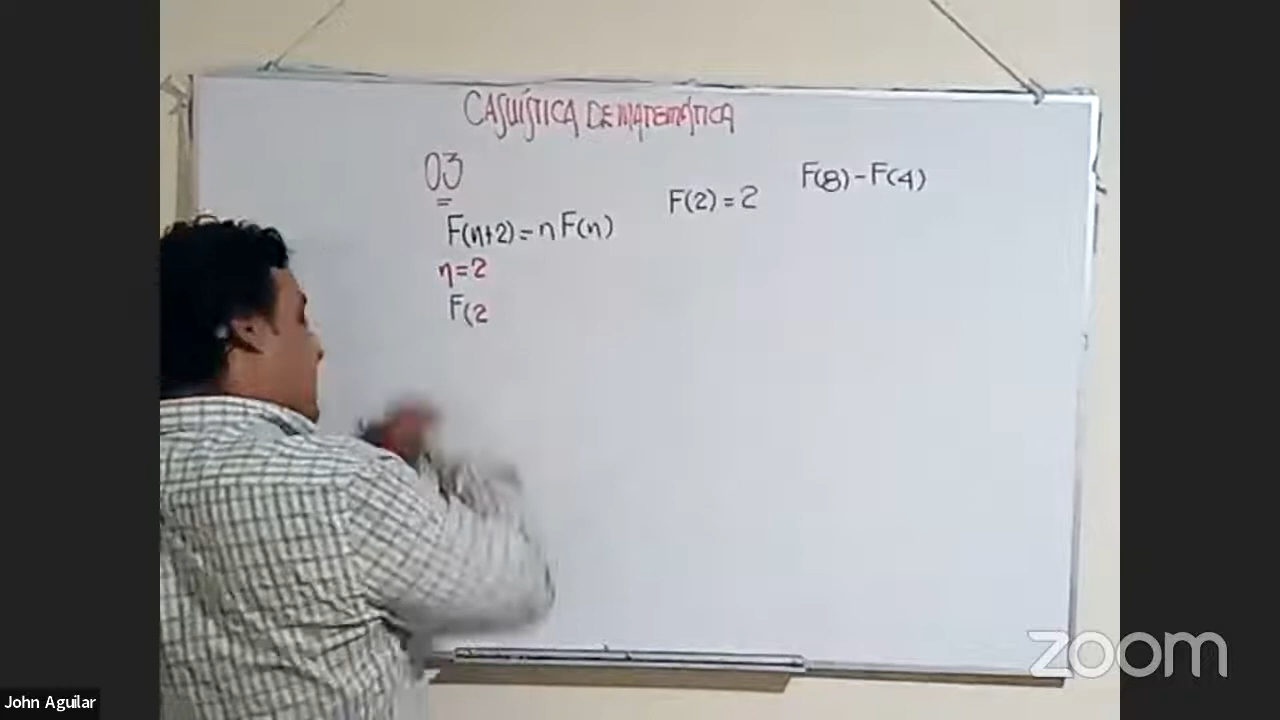 CASUÍSTICA DE MATEMÁTICA
03
F(n+2) = n F(n)
F(2) = 2
F(8) - F(4)
n = 2
F(2
zoom
John Aguilar